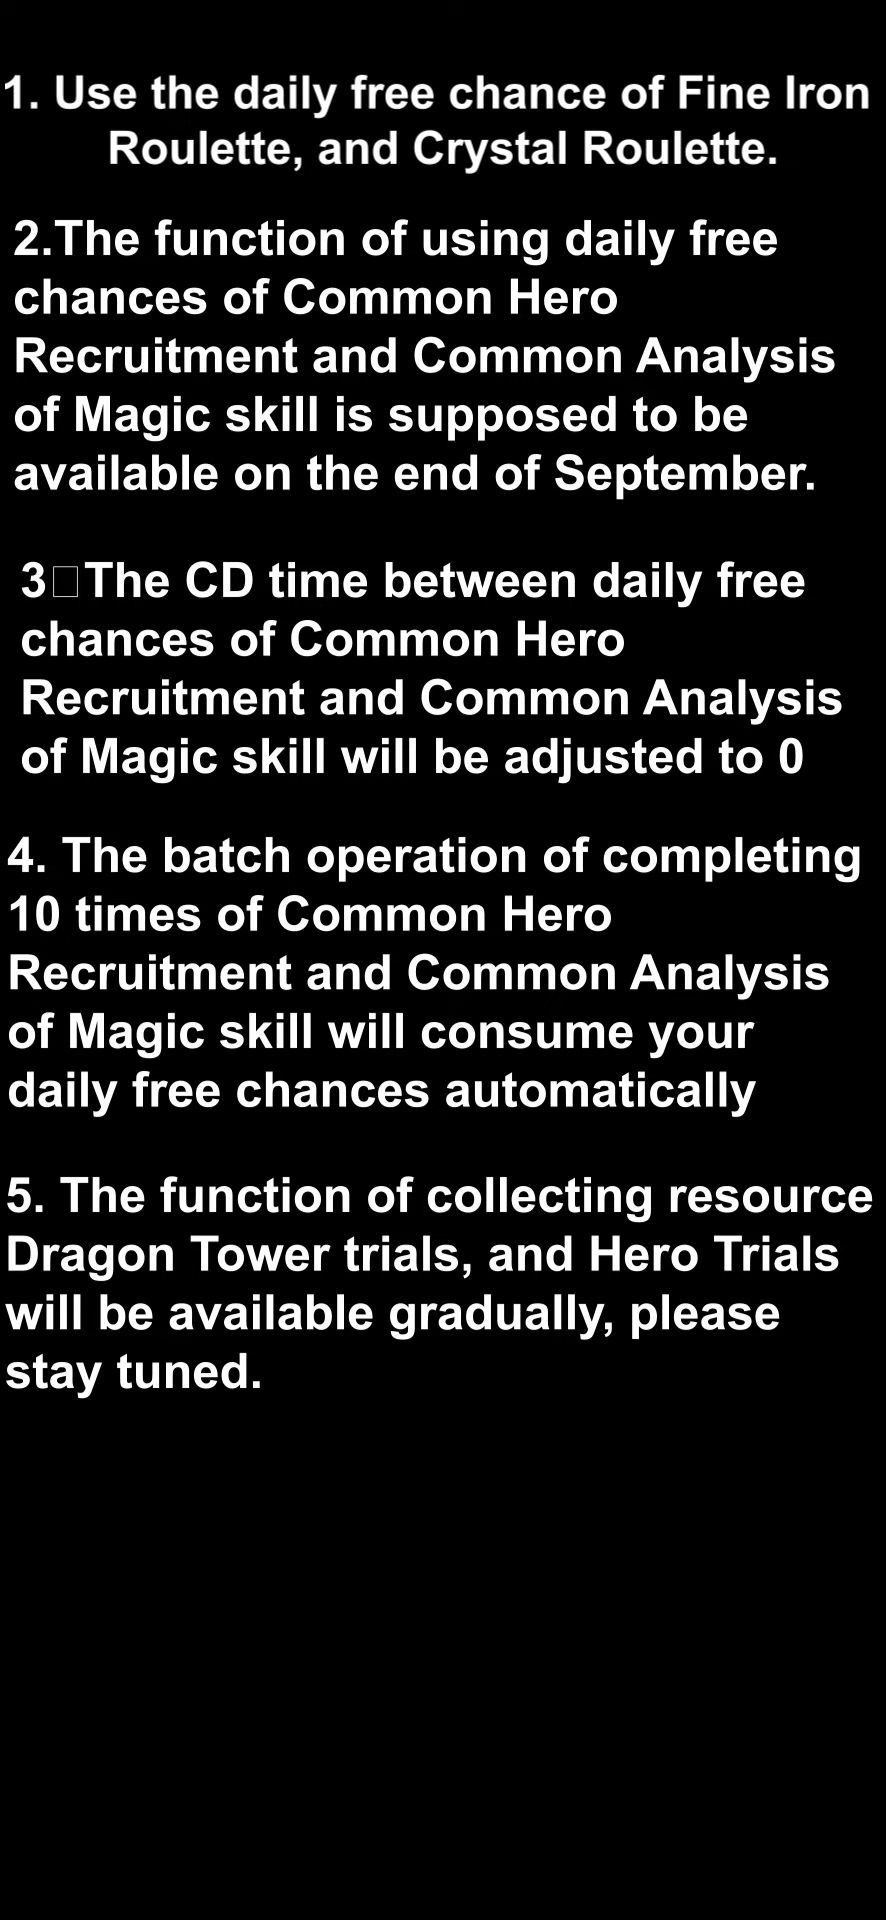 1. Use the daily free chance of Fine Iron
Roulette, and Crystal Roulette.
2.The function of using daily free
chances of Common Hero
Recruitment and Common Analysis
of Magic skill is supposed to be
available on the end of September.
3□The CD time between daily free
chances of Common Hero
Recruitment and Common Analysis
of Magic skill will be adjusted to 0
4. The batch operation of completing
10 times of Common Hero
Recruitment and Common Analysis
of Magic skill will consume your
daily free chances automatically
5. The function of collecting resource
Dragon Tower trials, and Hero Trials
will be available gradually, please
stay tuned.